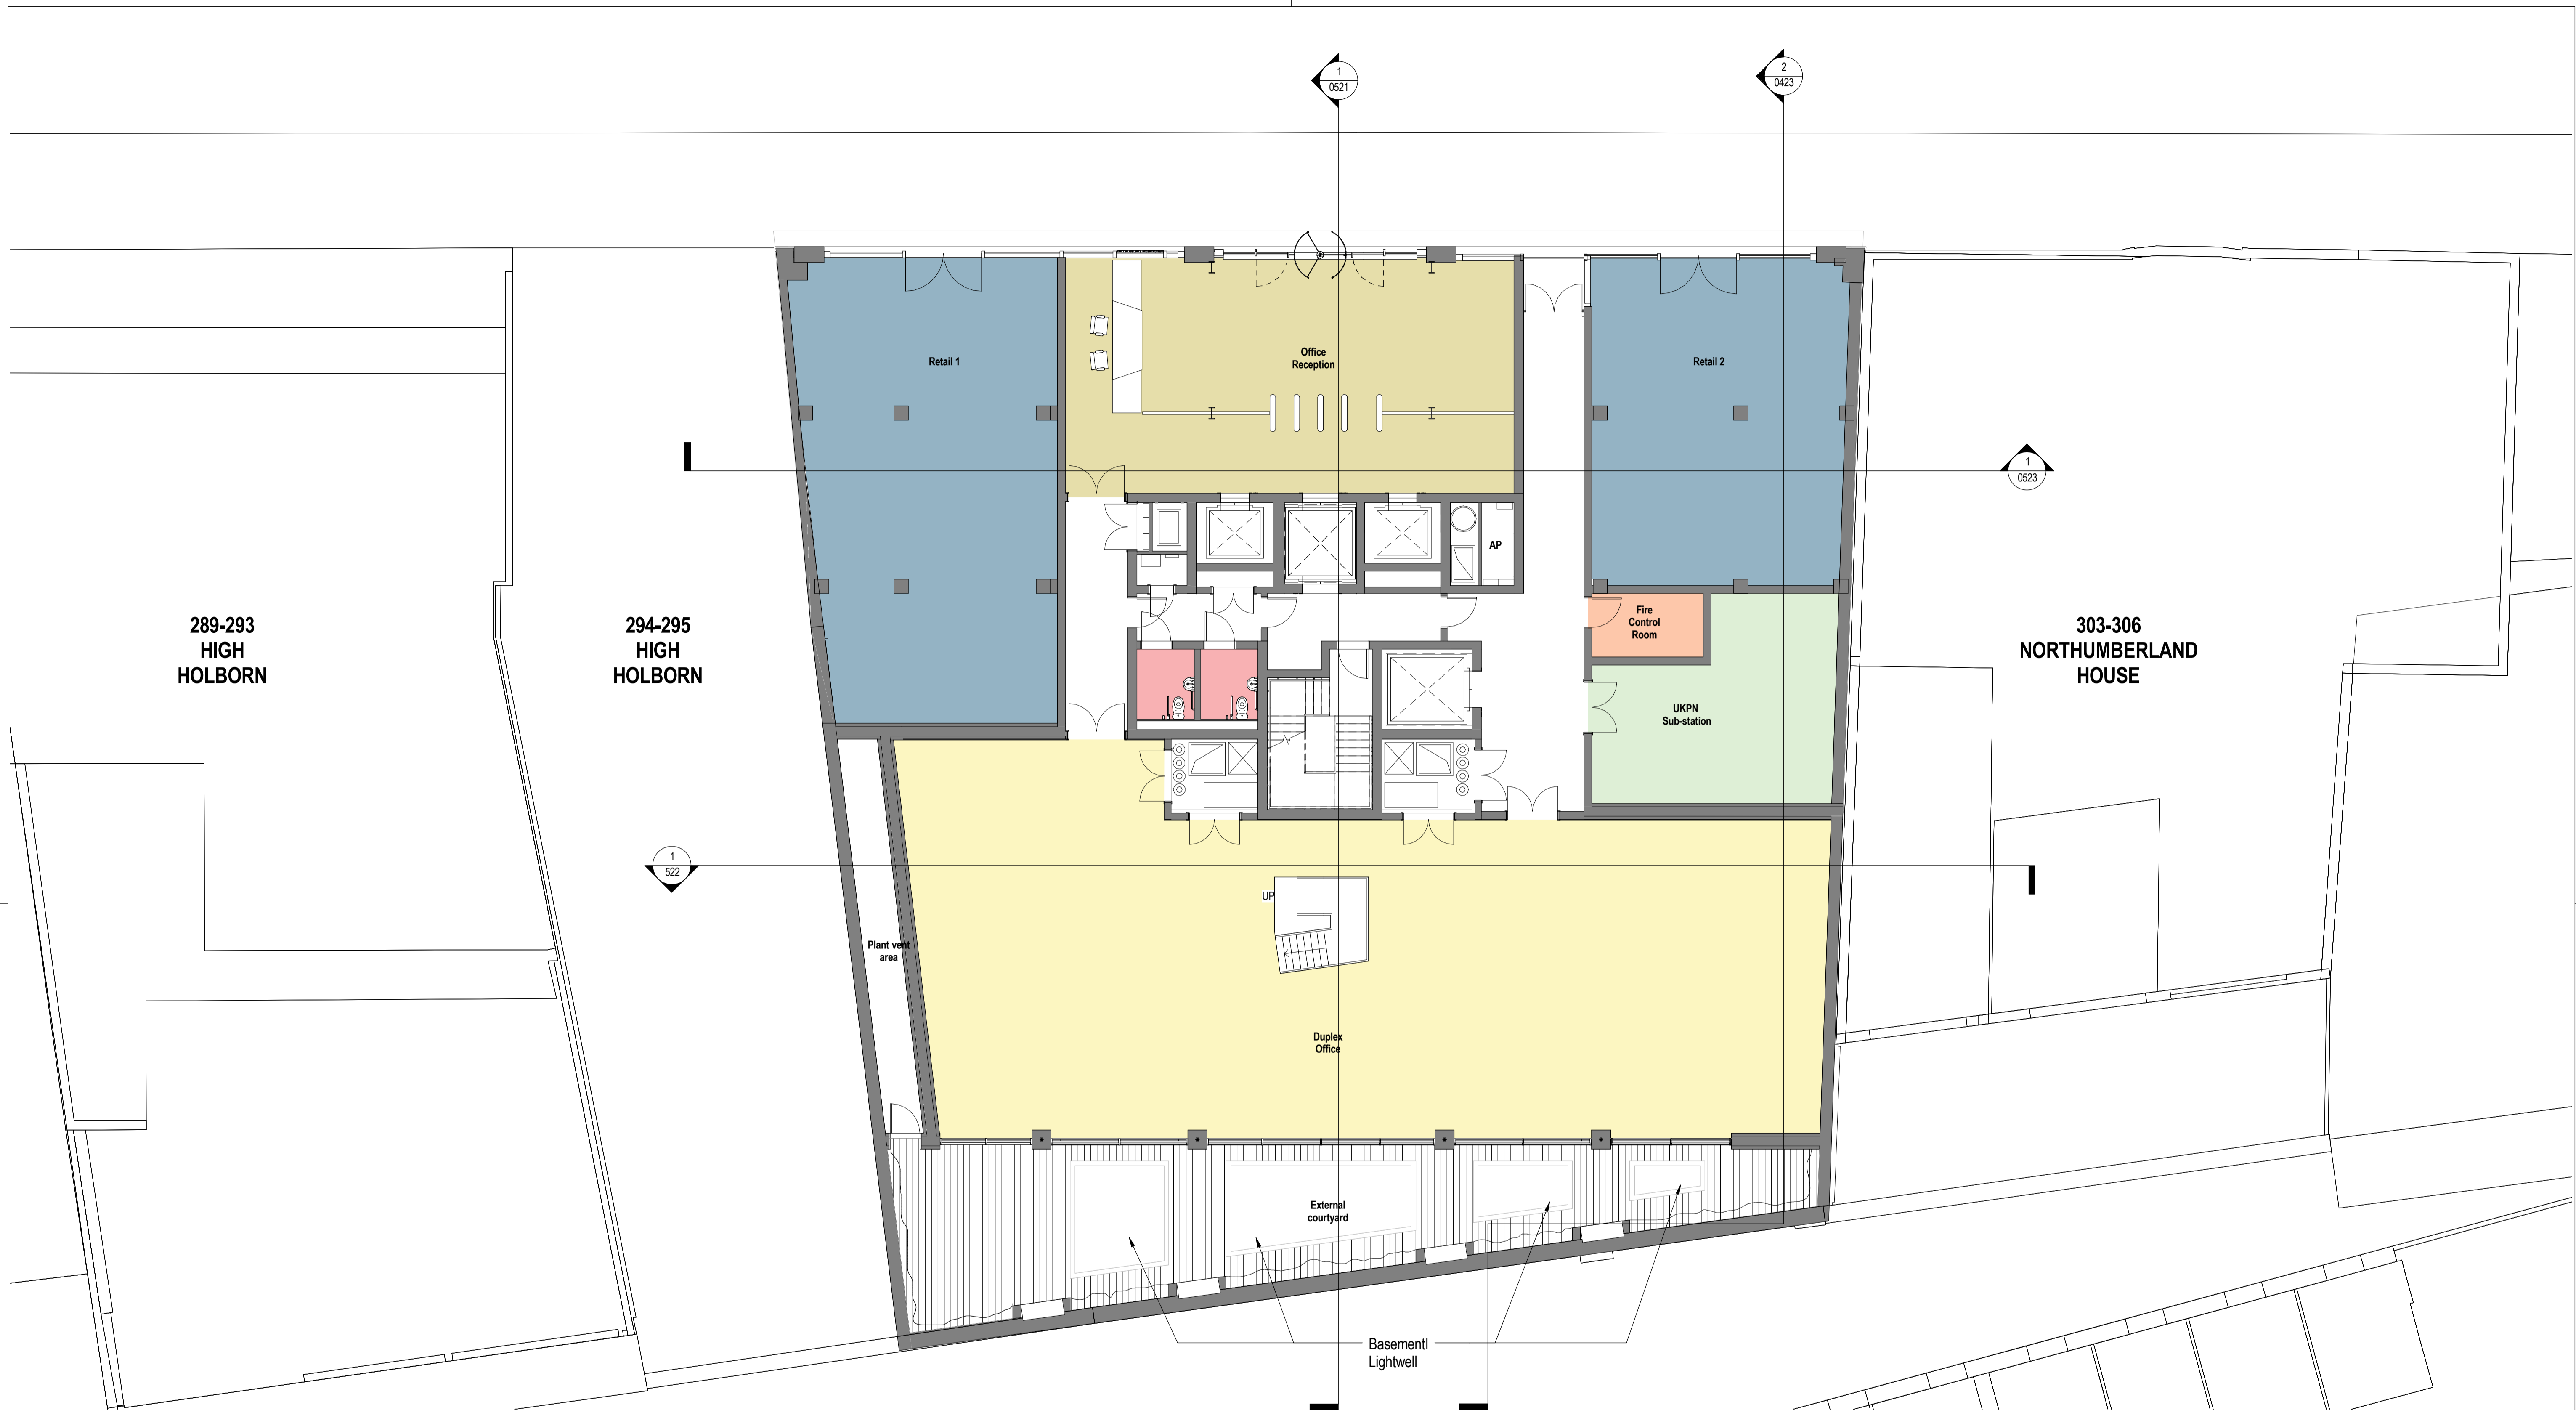 1
0521
2
0423
Retail 1
Office
Reception
Retail 2
1
0523
AP
289-293
HIGH
HOLBORN
294-295
HIGH
HOLBORN
Fire
Control
Room
303-306
NORTHUMBERLAND
HOUSE
UKPN
Sub-station
1
522
UP
Plant vent
area
Duplex
Office
External
courtyard
Basementl
Lightwell